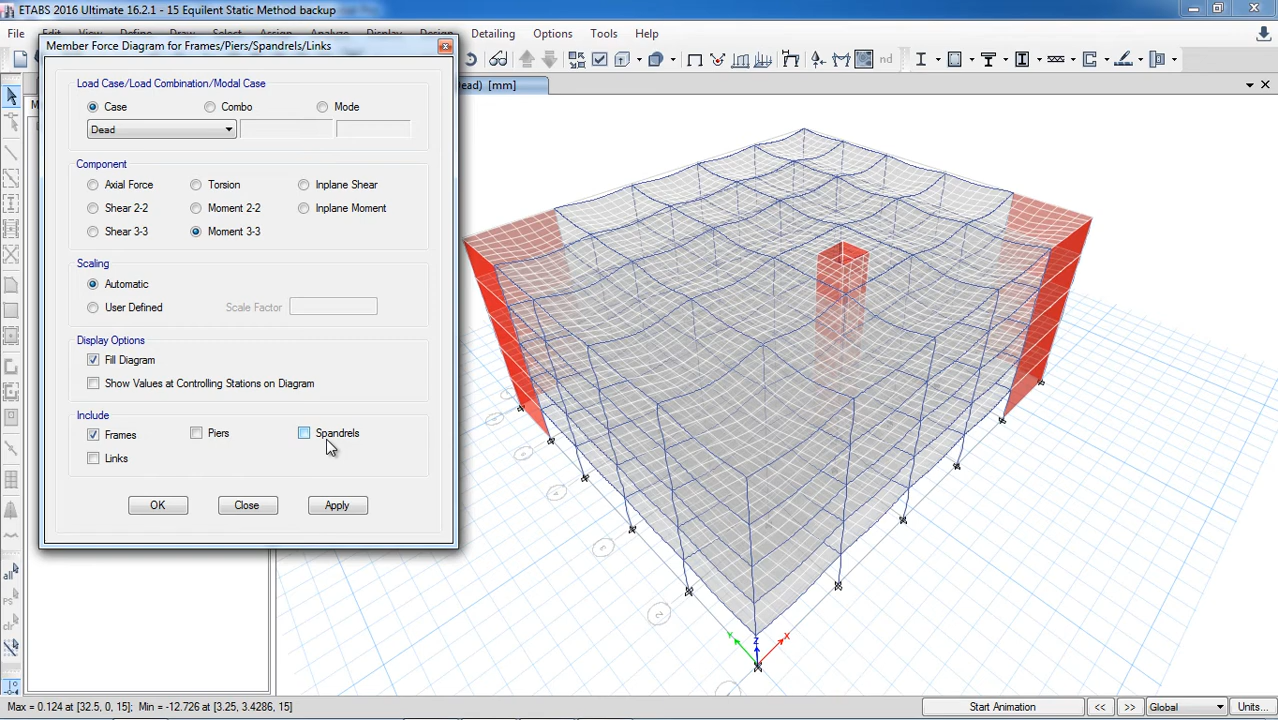 ETABS 2016 Ultimate 16.2.1 - 15 Equilent Static Method backup
File
Detailing Options Tools Help
Member Force Diagram for Frames/Piers/Spandrels/Links
nd
ead) [mm]
Load Case/Load Combination/Modal Case
Case Combo Mode
Dead
Component
Axial Force Torsion Inplane Shear
Shear 2-2 Moment 2-2 Inplane Moment
Shear 3-3 Moment 3-3
Scaling
Automatic
User Defined Scale Factor
Display Options
Fill Diagram
Show Values at Controlling Stations on Diagram
Include
Frames Piers Spandrels
Links
OK Close Apply
all
ps
clr
Y Z X
Max = 0.124 at [32.5, 0, 15]; Min = -12.726 at [3.25, 3.4286, 15] Start Animation << >> Global Units...